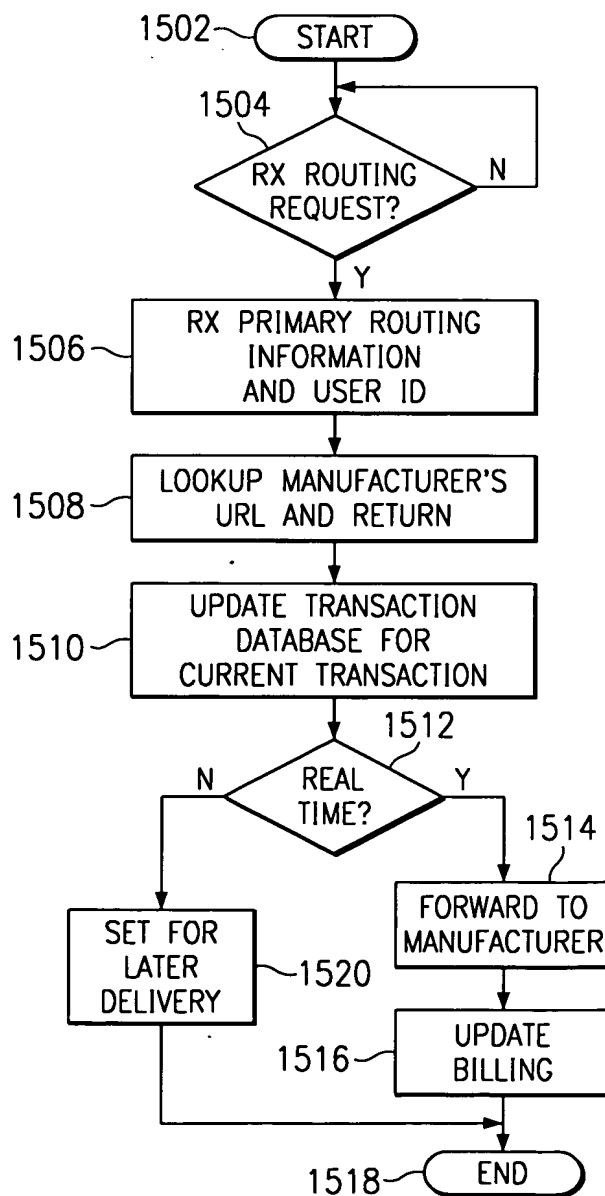 1502
START
1504
RX ROUTING
REQUEST?
N
Y
1506
RX PRIMARY ROUTING
INFORMATION
AND USER ID
1508
LOOKUP MANUFACTURER'S
URL AND RETURN
1510
UPDATE TRANSACTION
DATABASE FOR
CURRENT TRANSACTION
1512
N
REAL
TIME?
Y
1514
FORWARD TO
MANUFACTURER
SET FOR
LATER
DELIVERY
1520
1516
UPDATE
BILLING
1518
END